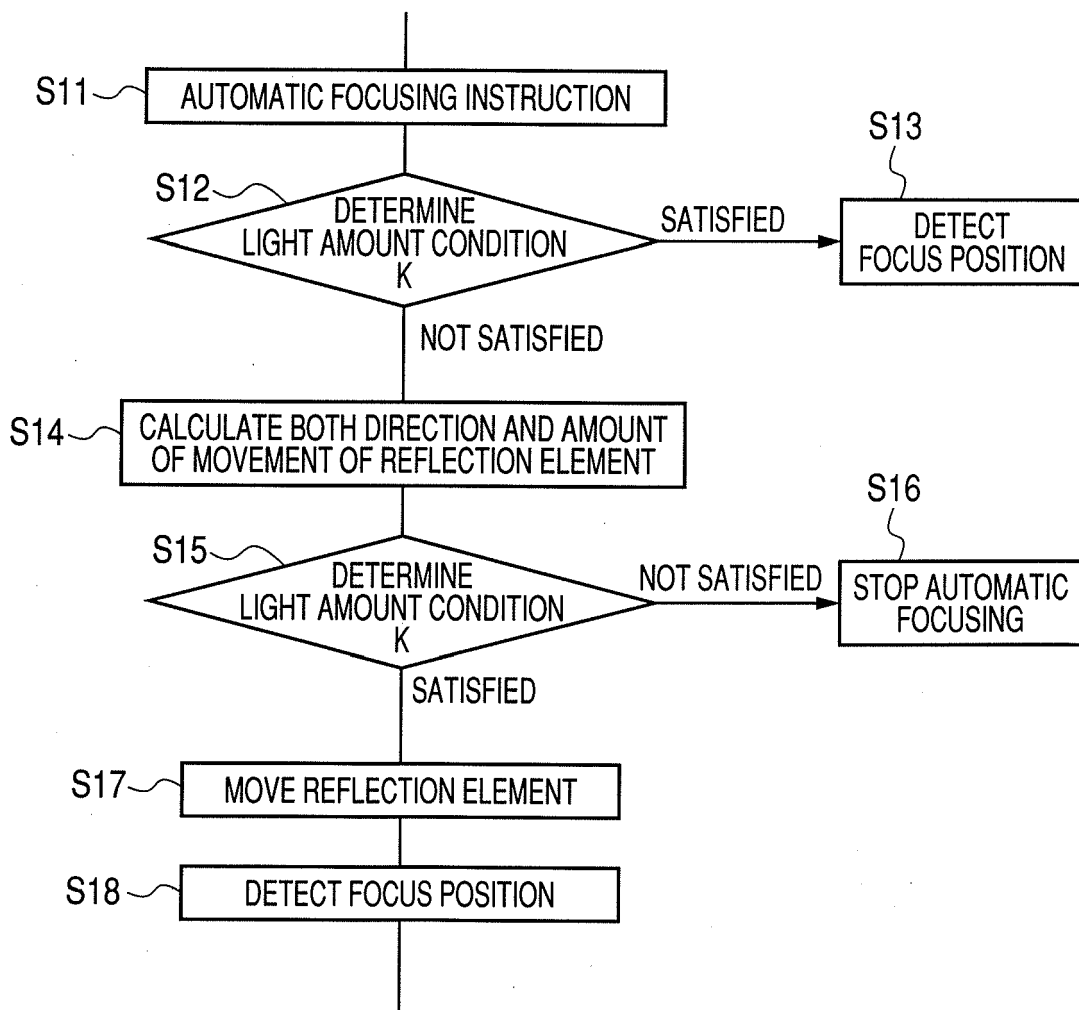 S11
AUTOMATIC FOCUSING INSTRUCTION
S12
DETERMINE
LIGHT AMOUNT CONDITION
K
SATISFIED
S13
DETECT
FOCUS POSITION
NOT SATISFIED
S14
CALCULATE BOTH DIRECTION AND AMOUNT
OF MOVEMENT OF REFLECTION ELEMENT
S15
DETERMINE
LIGHT AMOUNT CONDITION
K
NOT SATISFIED
S16
STOP AUTOMATIC
FOCUSING
SATISFIED
S17
MOVE REFLECTION ELEMENT
S18
DETECT FOCUS POSITION